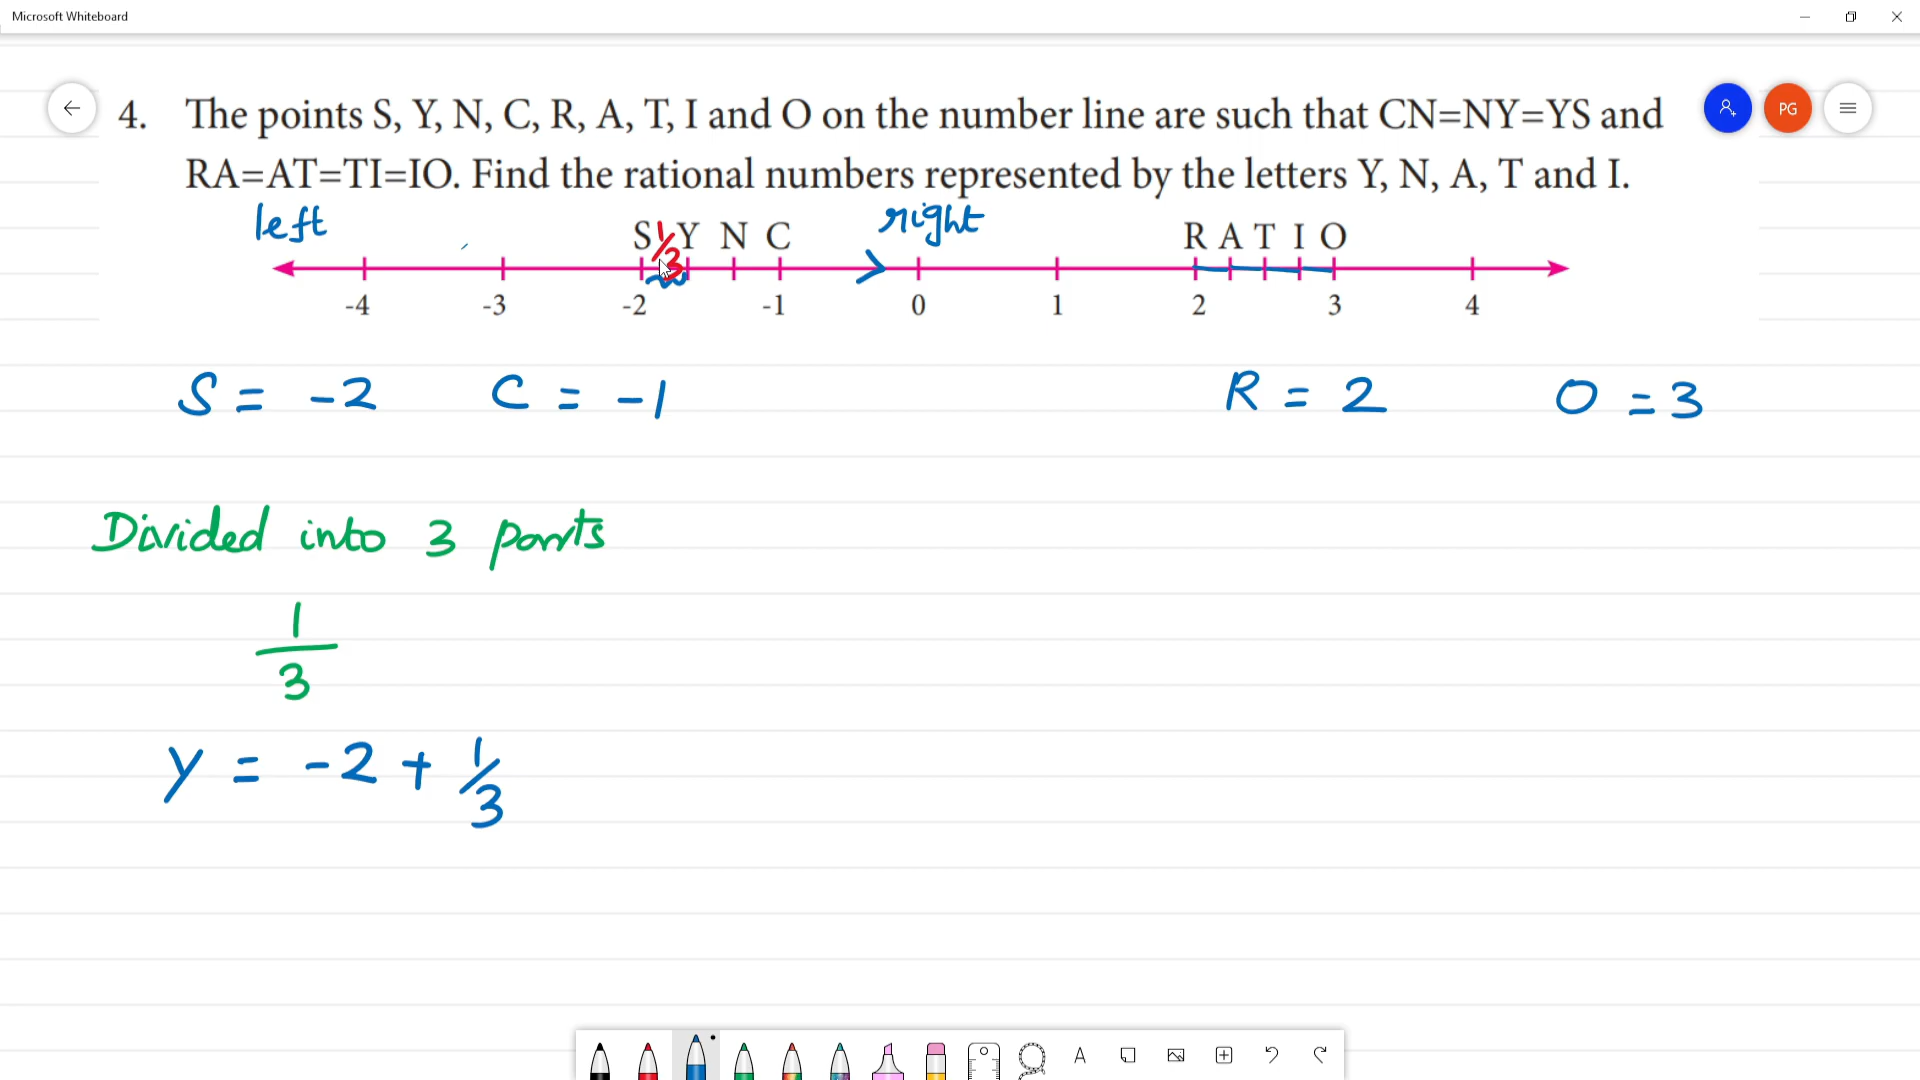 Microsoft Whiteboard
4. The points S, Y, N, C, R, A, T, I and O on the number line are such that CN=NY=YS and
RA=AT=TI=IO. Find the rational numbers represented by the letters Y, N, A, T and I.
PG
left right
S 1/3 Y N C R A T I O
-4 -3 -2 -1 0 1 2 3 4
S = -2 C = -1 R = 2 O = 3
Divided into 3 parts
1
3
y = -2 + 1/3
A